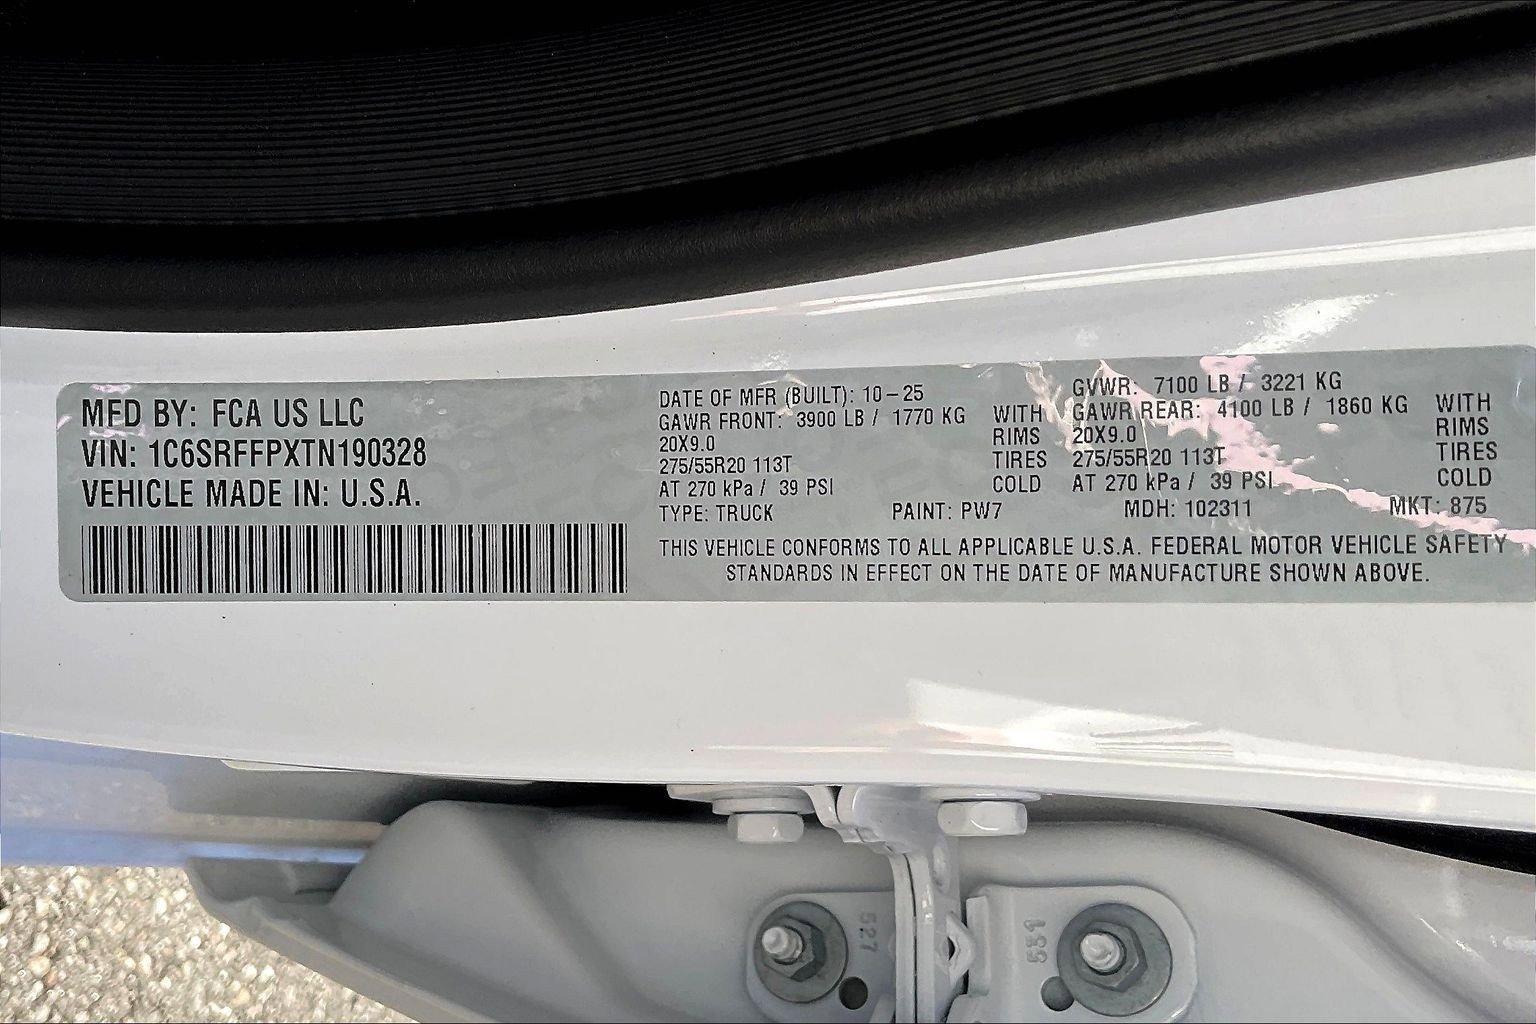 MFD BY: FCA US LLC
VIN: 1C6SRFFPXTN190328
VEHICLE MADE IN: U.S.A.
DATE OF MFR (BUILT): 10-25
GAWR FRONT: 3900 LB / 1770 KG WITH
20X9.0 RIMS
275/55R20 113T TIRES
AT 270 kPa / 39 PSI COLD
GVWR: 7100 LB / 3221 KG
GAWR REAR: 4100 LB / 1860 KG WITH
20X9.0 RIMS
275/55R20 113T TIRES
AT 270 kPa / 39 PSI COLD
TYPE: TRUCK PAINT: PW7 MDH: 102311 MKT: 875
THIS VEHICLE CONFORMS TO ALL APPLICABLE U.S.A. FEDERAL MOTOR VEHICLE SAFETY
STANDARDS IN EFFECT ON THE DATE OF MANUFACTURE SHOWN ABOVE.
527